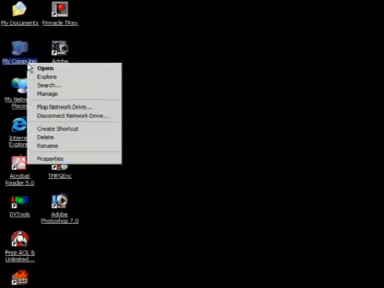 My Documents
Pinnacle TRex
My Computer
Adobe
Open
Explore
Search...
Manage
Map Network Drive...
Disconnect Network Drive...
Create Shortcut
Delete
Rename
Properties
My Netw
Places
Intern
Explor
Acrobat
Reader 5.0
TMPGEnc
DVTools
Adobe
Photoshop 7.0
Free AOL &
Unlimited...